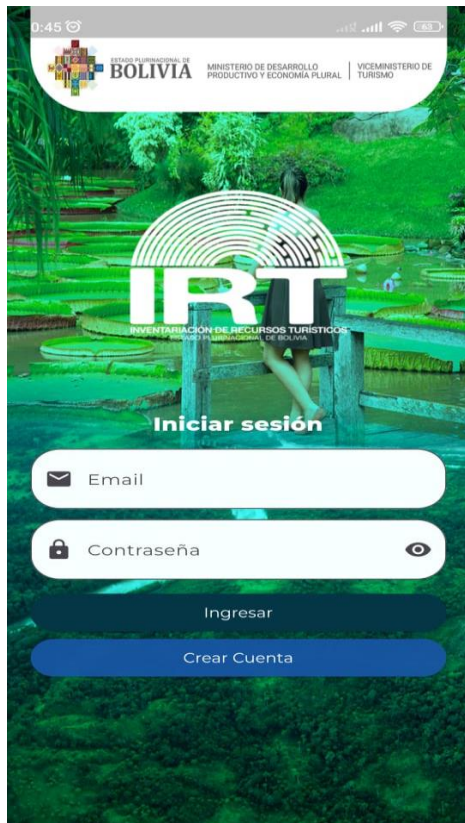 0:45
63
ESTADO PLURINACIONAL DE
BOLIVIA
MINISTERIO DE DESARROLLO
PRODUCTIVO Y ECONOMÍA PLURAL
VICEMINISTERIO DE
TURISMO
IRT
INVENTARIACIÓN DE RECURSOS TURÍSTICOS
ESTADO PLURINACIONAL DE BOLIVIA
Iniciar sesión
Email
Contraseña
Ingresar
Crear Cuenta